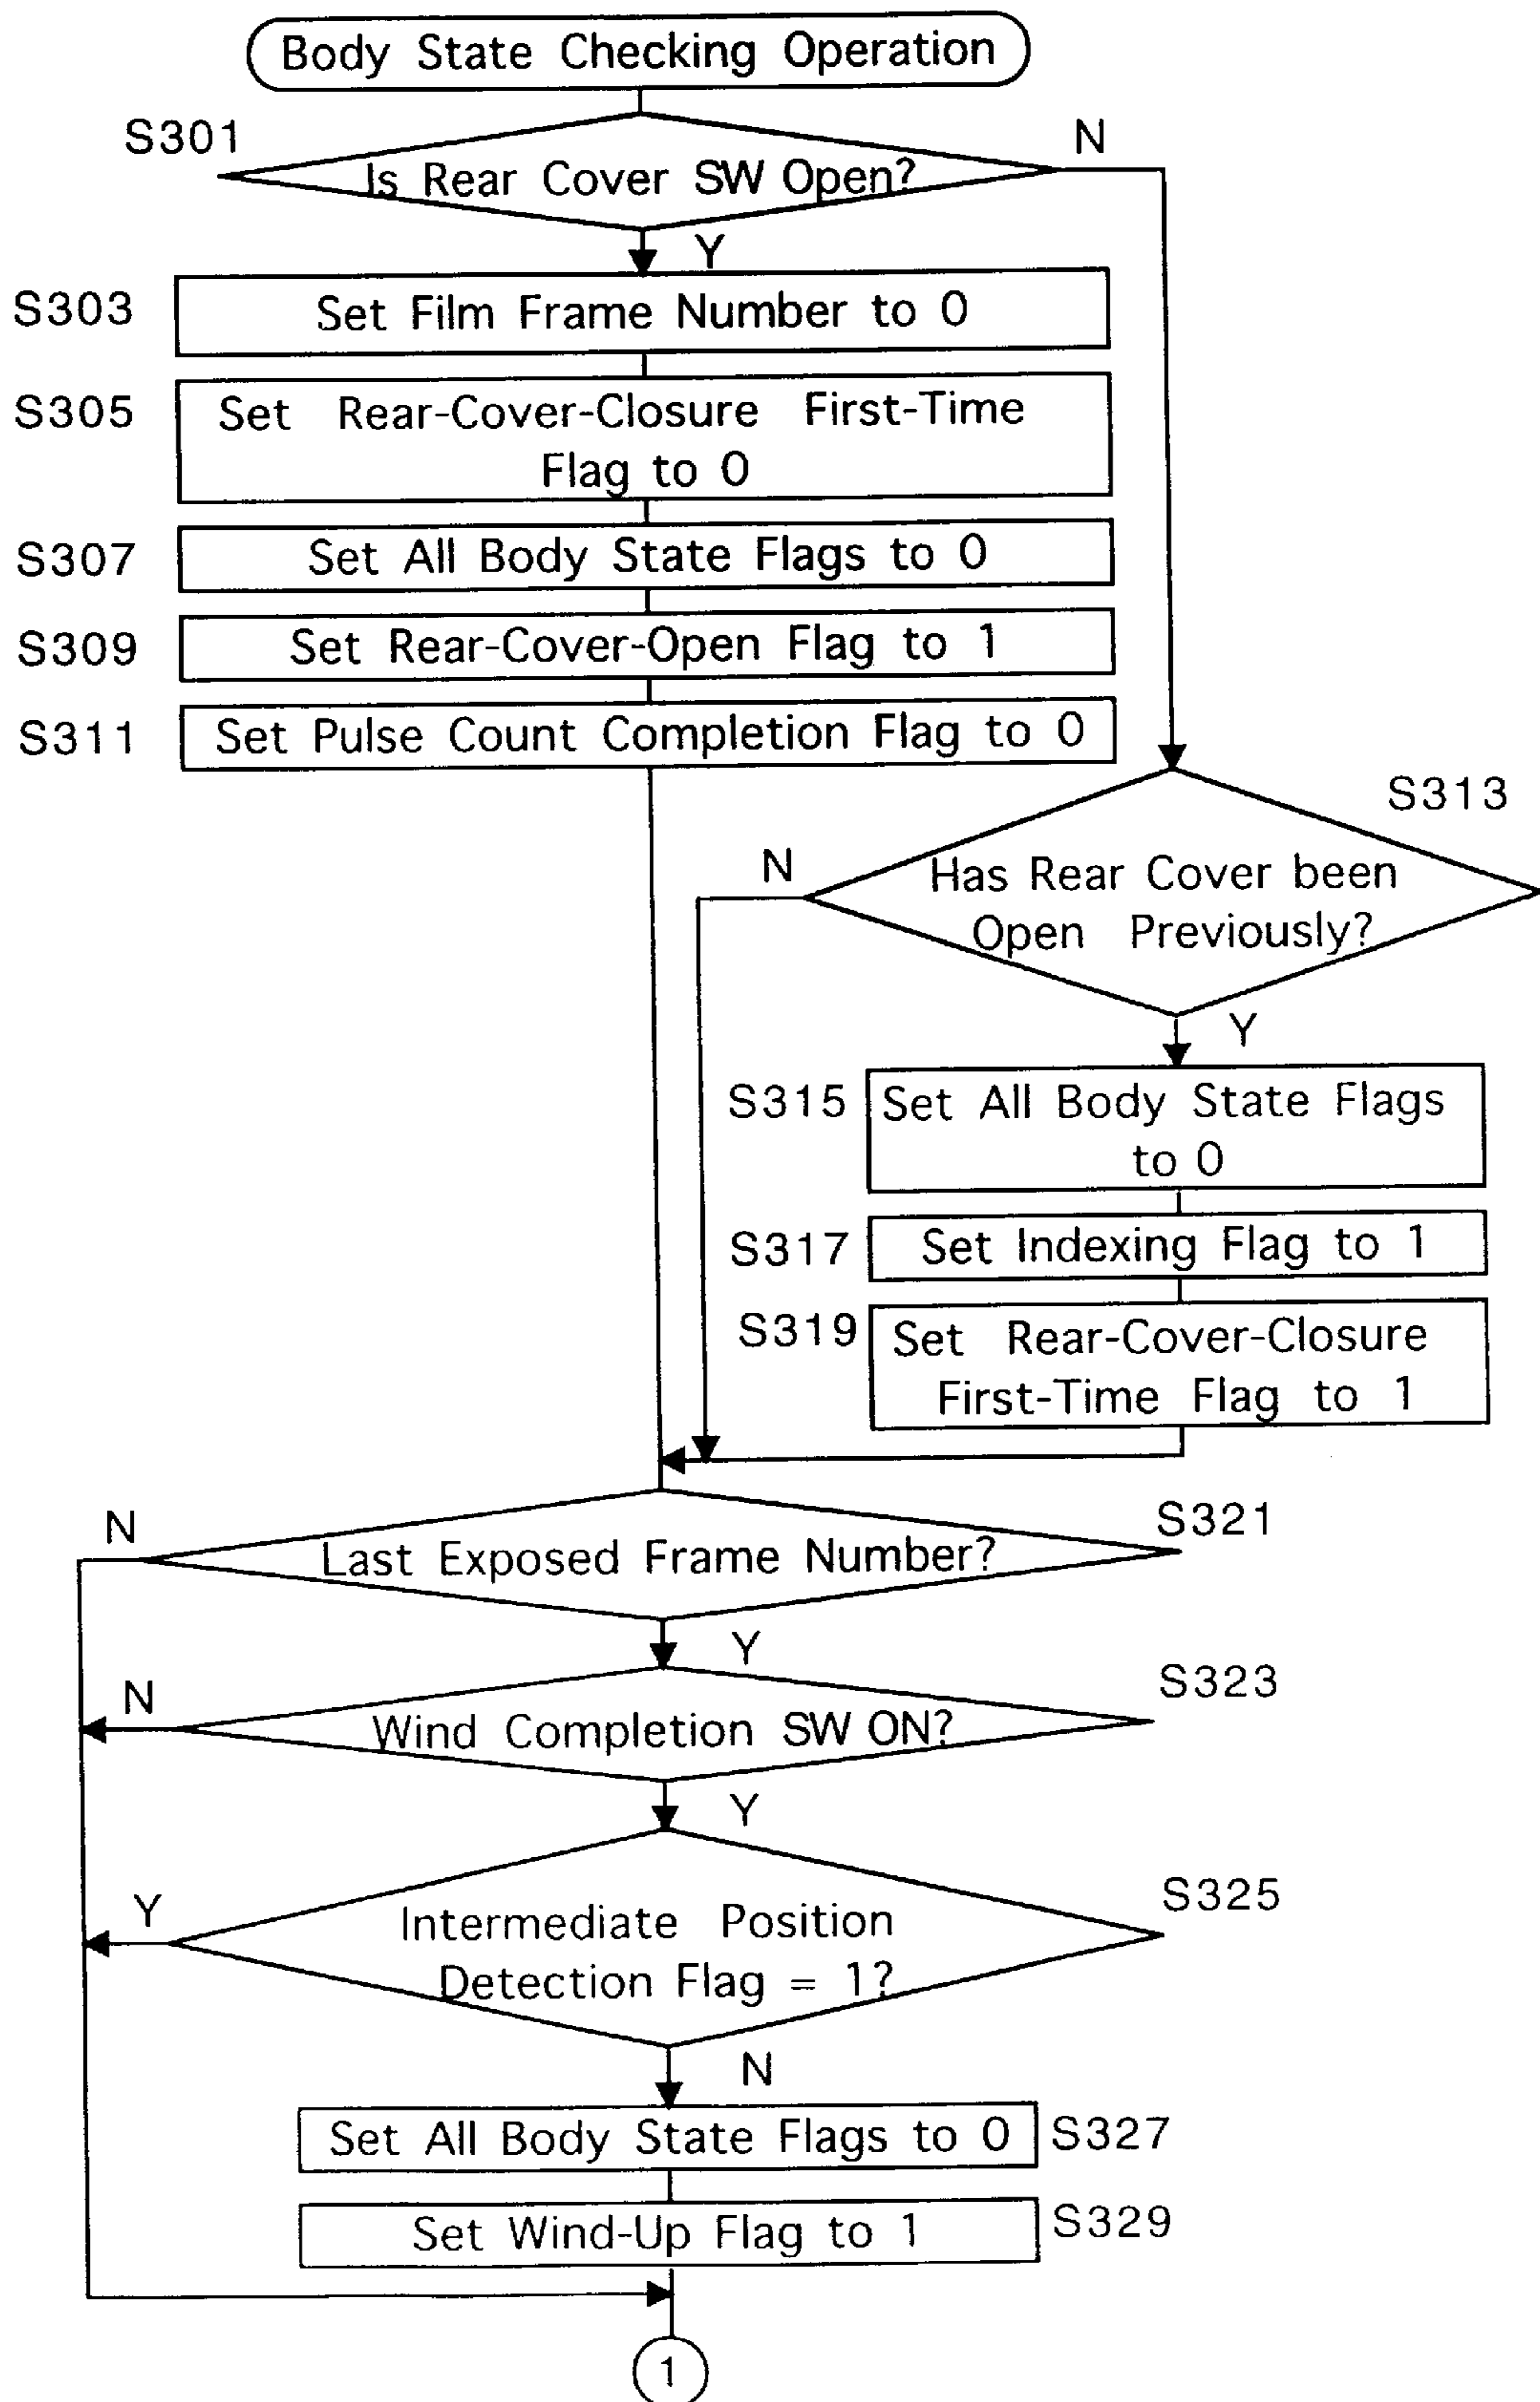 Body State Checking Operation
S301
N
Is Rear Cover SW Open?
Y
S303
Set Film Frame Number to 0
S305
Set Rear-Cover-Closure First-Time
Flag to 0
S307
Set All Body State Flags to 0
S309
Set Rear-Cover-Open Flag to 1
S311
Set Pulse Count Completion Flag to 0
S313
N
Has Rear Cover been
Open Previously?
Y
S315
Set All Body State Flags
to 0
S317
Set Indexing Flag to 1
S319
Set Rear-Cover-Closure
First-Time Flag to 1
N
S321
Last Exposed Frame Number?
Y
S323
N
Wind Completion SW ON?
Y
S325
Y
Intermediate Position
Detection Flag = 1?
N
Set All Body State Flags to 0
S327
Set Wind-Up Flag to 1
S329
1